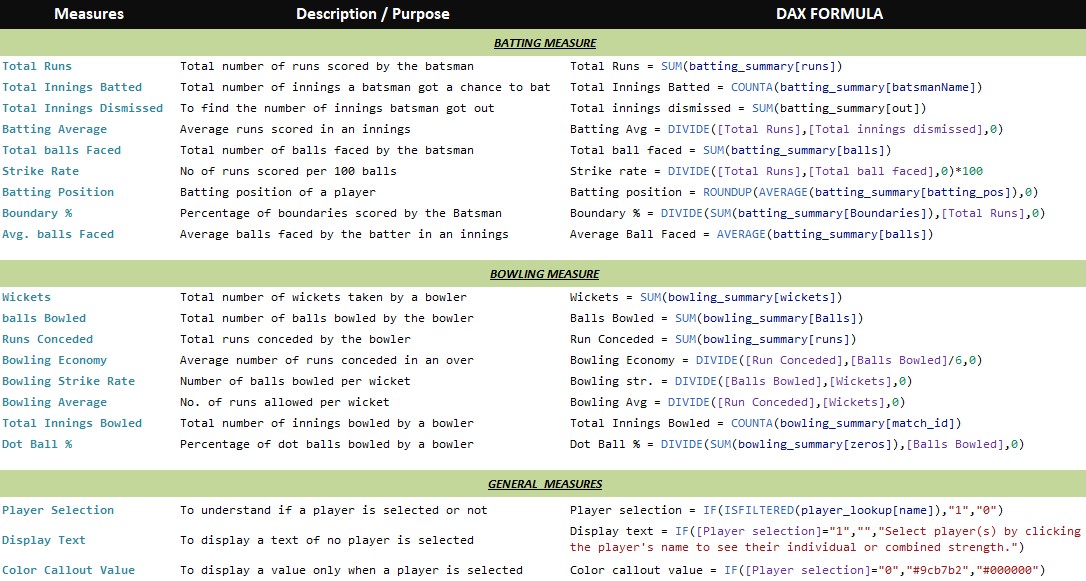 Measures Description / Purpose DAX FORMULA
BATTING MEASURE
Total Runs Total number of runs scored by the batsman Total Runs = SUM(batting_summary[runs])
Total Innings Batted Total number of innings a batsman got a chance to bat Total Innings Batted = COUNTA(batting_summary[batsmanName])
Total Innings Dismissed To find the number of innings batsman got out Total innings dismissed = SUM(batting_summary[out])
Batting Average Average runs scored in an innings Batting Avg = DIVIDE([Total Runs],[Total innings dismissed],0)
Total balls Faced Total number of balls faced by the batsman Total ball faced = SUM(batting_summary[balls])
Strike Rate No of runs scored per 100 balls Strike rate = DIVIDE([Total Runs],[Total ball faced],0)*100
Batting Position Batting position of a player Batting position = ROUNDUP(AVERAGE(batting_summary[batting_pos]),0)
Boundary % Percentage of boundaries scored by the Batsman Boundary % = DIVIDE(SUM(batting_summary[Boundaries]),[Total Runs],0)
Avg. balls Faced Average balls faced by the batter in an innings Average Ball Faced = AVERAGE(batting_summary[balls])
BOWLING MEASURE
Wickets Total number of wickets taken by a bowler Wickets = SUM(bowling_summary[wickets])
balls Bowled Total number of balls bowled by the bowler Balls Bowled = SUM(bowling_summary[Balls])
Runs Conceded Total runs conceded by the bowler Run Conceded = SUM(bowling_summary[runs])
Bowling Economy Average number of runs conceded in an over Bowling Economy = DIVIDE([Run Conceded],[Balls Bowled]/6,0)
Bowling Strike Rate Number of balls bowled per wicket Bowling str. = DIVIDE([Balls Bowled],[Wickets],0)
Bowling Average No. of runs allowed per wicket Bowling Avg = DIVIDE([Run Conceded],[Wickets],0)
Total Innings Bowled Total number of innings bowled by a bowler Total Innings Bowled = COUNTA(bowling_summary[match_id])
Dot Ball % Percentage of dot balls bowled by a bowler Dot Ball % = DIVIDE(SUM(bowling_summary[zeros]),[Balls Bowled],0)
GENERAL MEASURES
Player Selection To understand if a player is selected or not Player selection = IF(ISFILTERED(player_lookup[name]),"1","0")
Display Text To display a text of no player is selected Display text = IF([Player selection]="1","","Select player(s) by clicking
the player's name to see their individual or combined strength.")
Color Callout Value To display a value only when a player is selected Color callout value = IF([Player selection]="0","#9cb7b2","#000000")